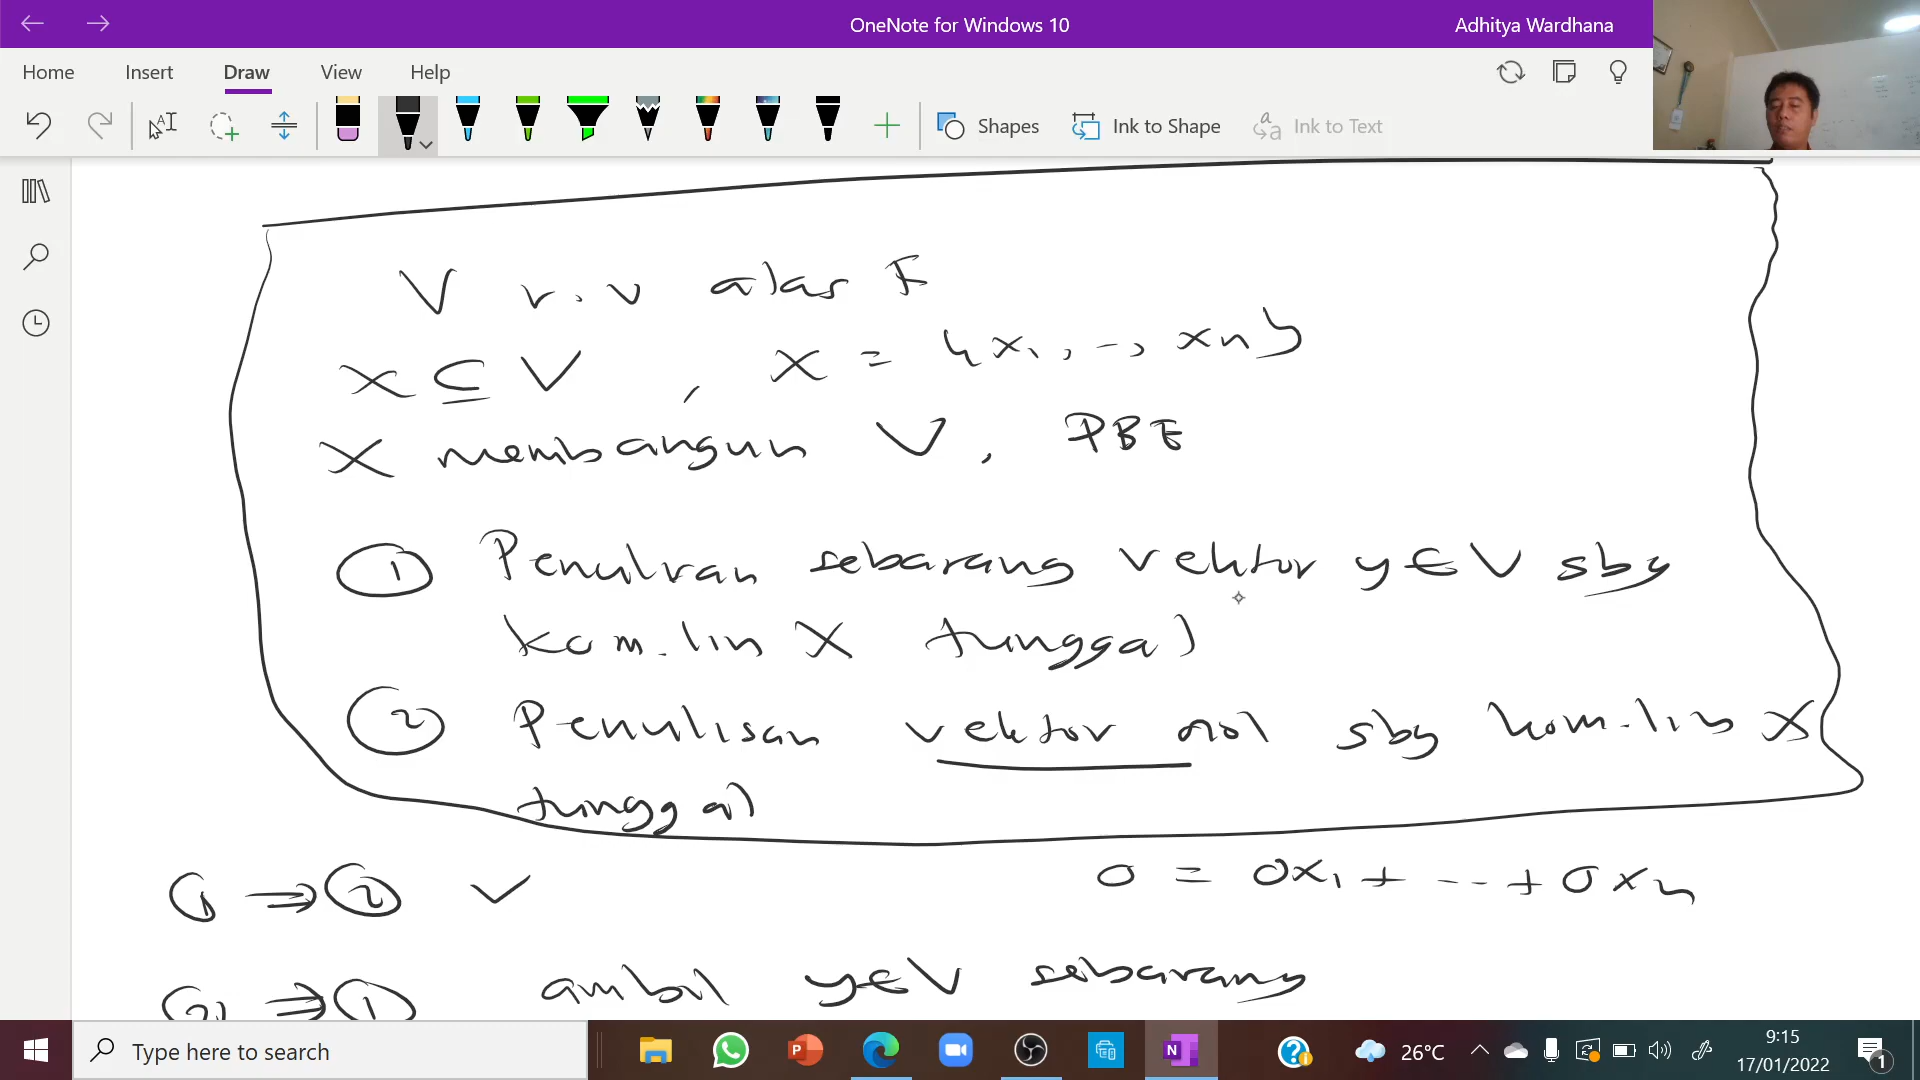 OneNote for Windows 10
Adhitya Wardhana
Home Insert Draw View Help
Shapes Ink to Shape Ink to Text
V r.v atas F
X ⊆ V , X = {x1, .., xn}
X membangun V, PBE
① Penulisan sebarang vektor y ∈ V sbg
kom.lin X tunggal
② Penulisan vektor nol sbg kom.lin X
tunggal
① ⇒ ② ✓ 0 = 0x1 + ... + 0xn
② ⇒ ① ambil y∈V sebarang
Type here to search
26°C
9:15
17/01/2022
1